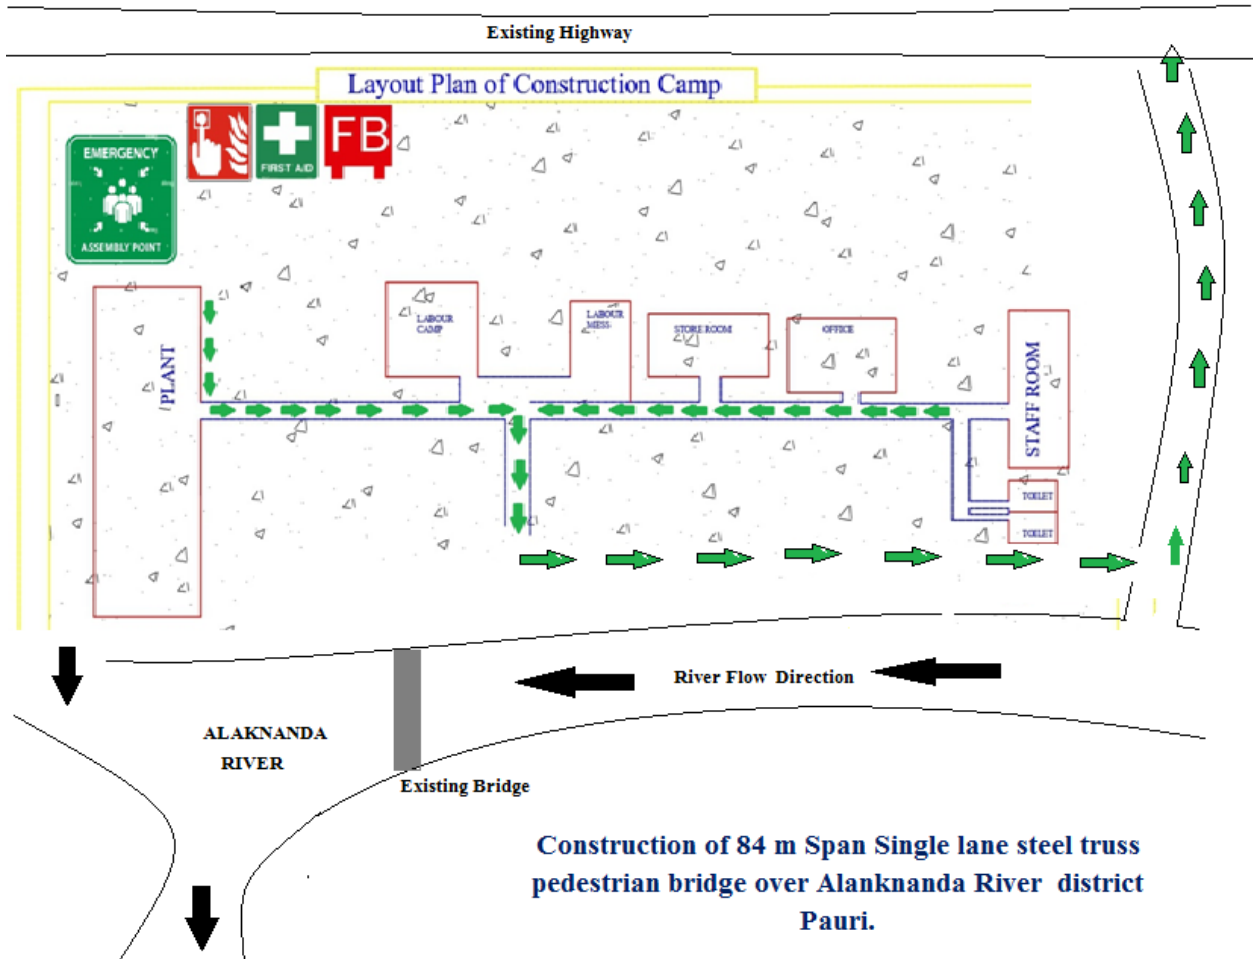 Existing Highway
Layout Plan of Construction Camp
EMERGENCY
ASSEMBLY POINT
FIRST AID
FB
PLANT
LABOUR
CAMP
LABOUR
MESS
STORE ROOM
OFFICE
STAFF ROOM
TOILET
TOILET
River Flow Direction
ALAKNANDA
RIVER
Existing Bridge
Construction of 84 m Span Single lane steel truss
pedestrian bridge over Alanknanda River district
Pauri.